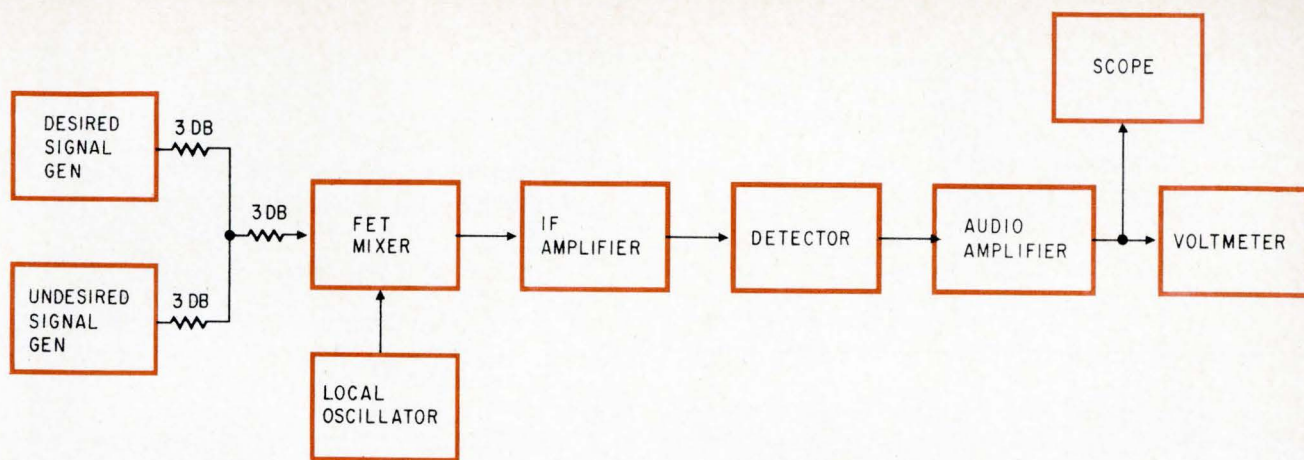 SCOPE
DESIRED
SIGNAL
GEN
3 DB
3 DB
FET
MIXER
IF
AMPLIFIER
DETECTOR
AUDIO
AMPLIFIER
VOLTMETER
UNDESIRED
SIGNAL
GEN
3 DB
LOCAL
OSCILLATOR